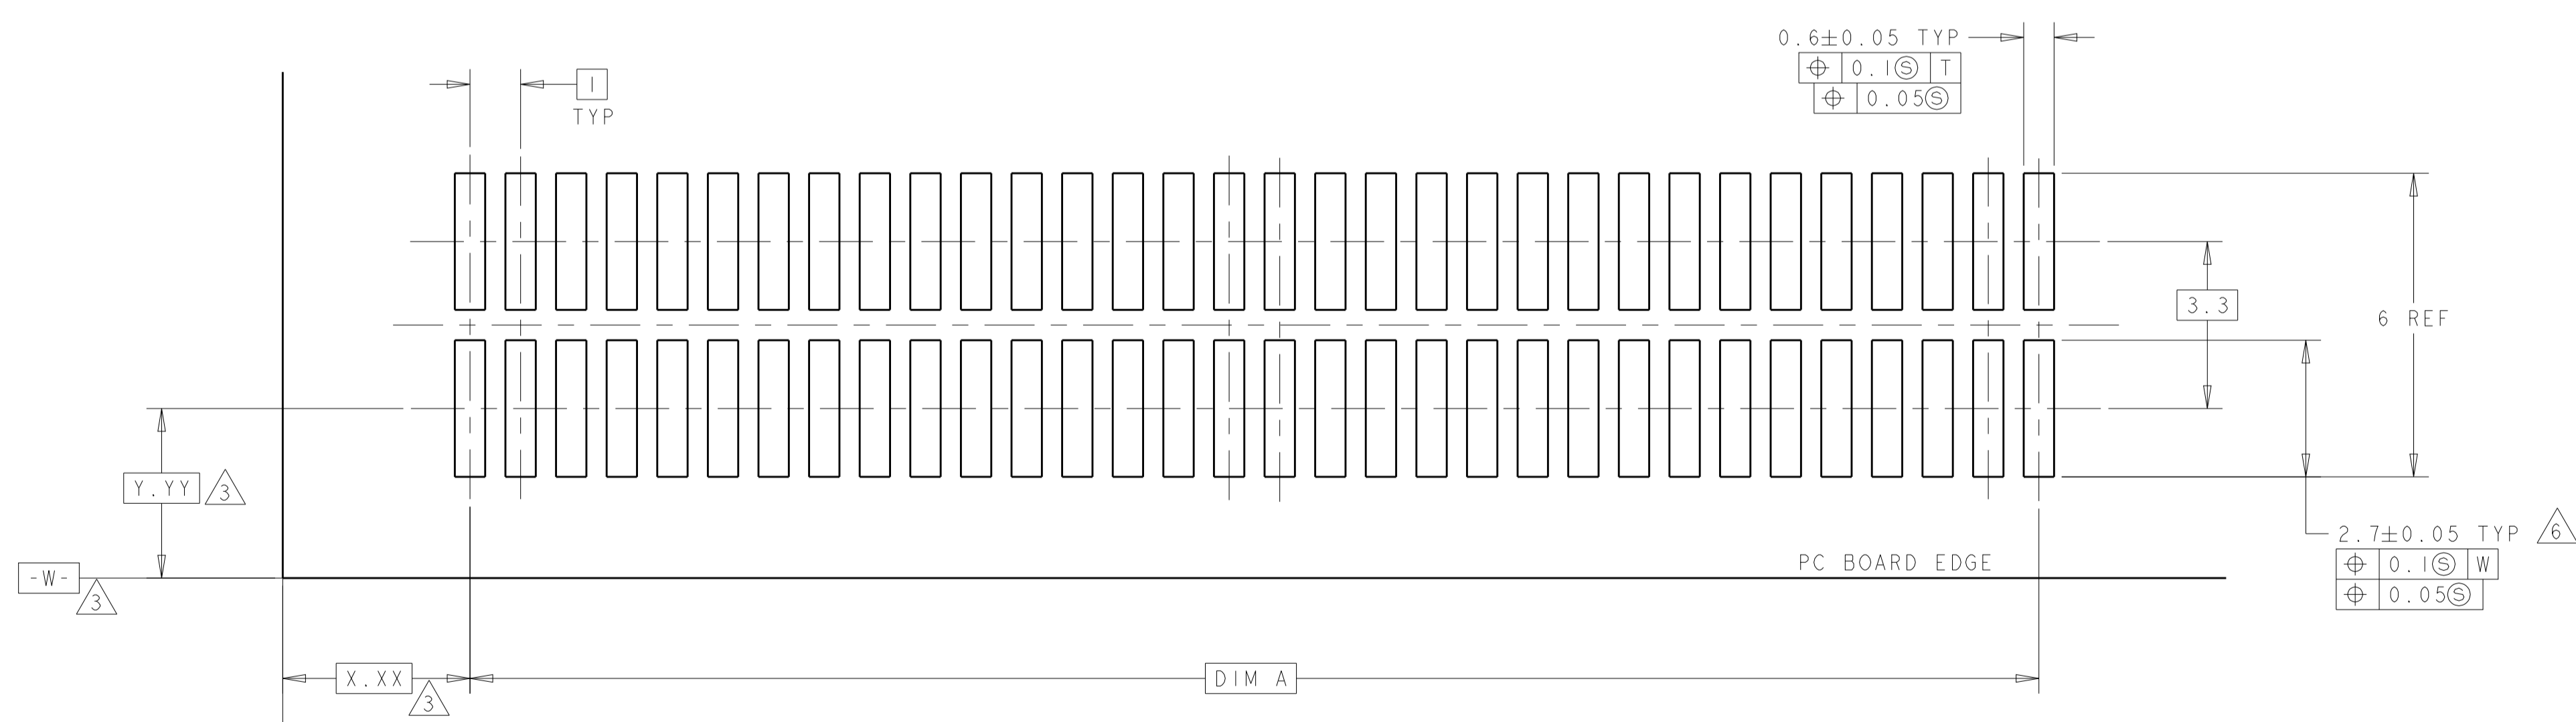 0.6±0.05 TYP
⌖ 0.1Ⓢ T
⌖ 0.05Ⓢ
1
TYP
3.3
6 REF
Y.YY 3
2.7±0.05 TYP 6
⌖ 0.1Ⓢ W
⌖ 0.05Ⓢ
PC BOARD EDGE
-W- 3
X.XX 3
DIM A